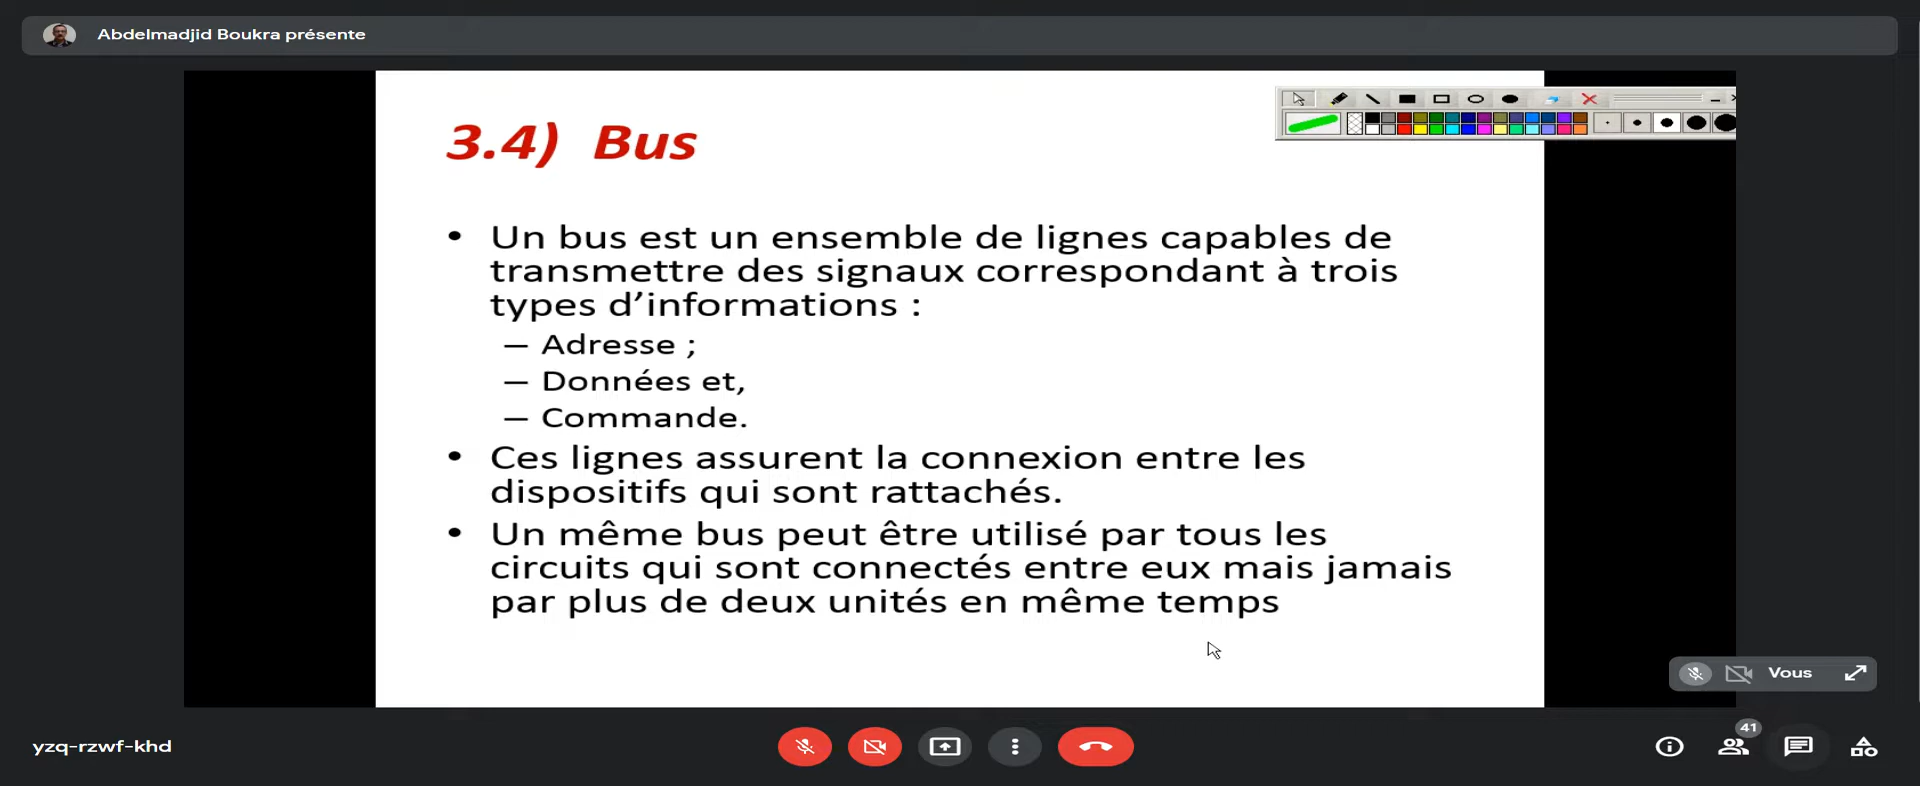 Abdelmadjid Boukra présente
3.4) Bus
• Un bus est un ensemble de lignes capables de
transmettre des signaux correspondant à trois
types d’informations :
– Adresse ;
– Données et,
– Commande.
• Ces lignes assurent la connexion entre les
dispositifs qui sont rattachés.
• Un même bus peut être utilisé par tous les
circuits qui sont connectés entre eux mais jamais
par plus de deux unités en même temps
Vous
41
yzq-rzwf-khd